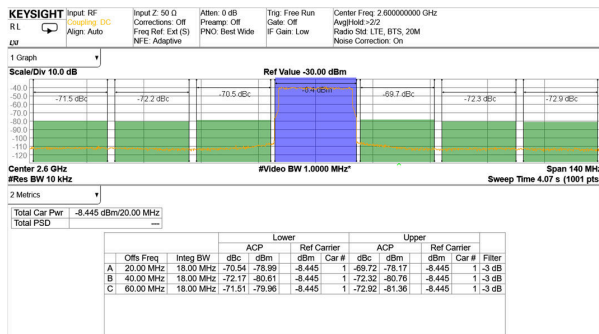 KEYSIGHT Input: RF Input Z: 50 Ω Atten: 0 dB Trig: Free Run Center Freq: 2.600000000 GHz
RL Coupling: DC Corrections: Off Preamp: Off Gate: Off Avg|Hold:>2/2
Align: Auto Freq Ref: Ext (S) PNO: Best Wide IF Gain: Low Radio Std: LTE, BTS, 20M
LXI NFE: Adaptive Noise Correction: On
1 Graph
Scale/Div 10.0 dB Ref Value -30.00 dBm
-40.0
-50.0
-60.0
-70.0
-80.0
-90.0
-100
-110
-120
-71.5 dBc -72.2 dBc -70.5 dBc -8.4 dBm -69.7 dBc -72.3 dBc -72.9 dBc
Center 2.6 GHz #Video BW 1.0000 MHz* Span 140 MHz
#Res BW 10 kHz Sweep Time 4.07 s (1001 pts
2 Metrics
Total Car Pwr -8.445 dBm/20.00 MHz
Total PSD ---
Lower Upper
ACP Ref Carrier ACP Ref Carrier
Offs Freq Integ BW dBc dBm dBm Car # dBc dBm dBm Car # Filter
A 20.00 MHz 18.00 MHz -70.54 -78.99 -8.445 1 -69.72 -78.17 -8.445 1 -3 dB
B 40.00 MHz 18.00 MHz -72.17 -80.61 -8.445 1 -72.32 -80.76 -8.445 1 -3 dB
C 60.00 MHz 18.00 MHz -71.51 -79.96 -8.445 1 -72.92 -81.36 -8.445 1 -3 dB